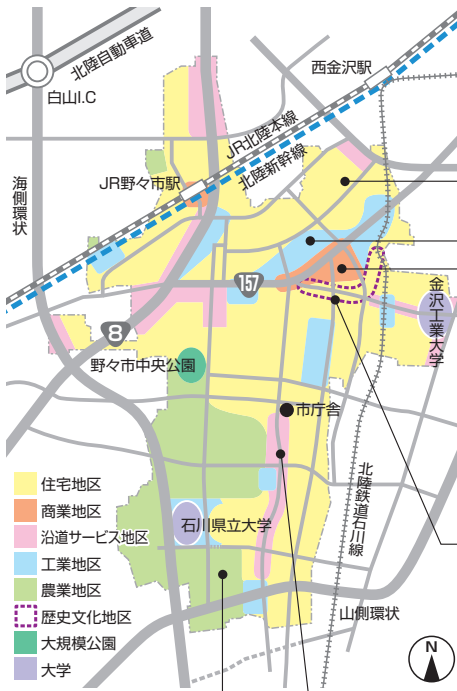 北陸自動車道
白山I.C
西金沢駅
JR北陸本線
北陸新幹線
JR野々市駅
海側環状
157
8
金沢工業大学
野々市中央公園
市庁舎
北陸鉄道石川線
石川県立大学
山側環状
住宅地区
商業地区
沿道サービス地区
工業地区
農業地区
歴史文化地区
大規模公園
大学
N